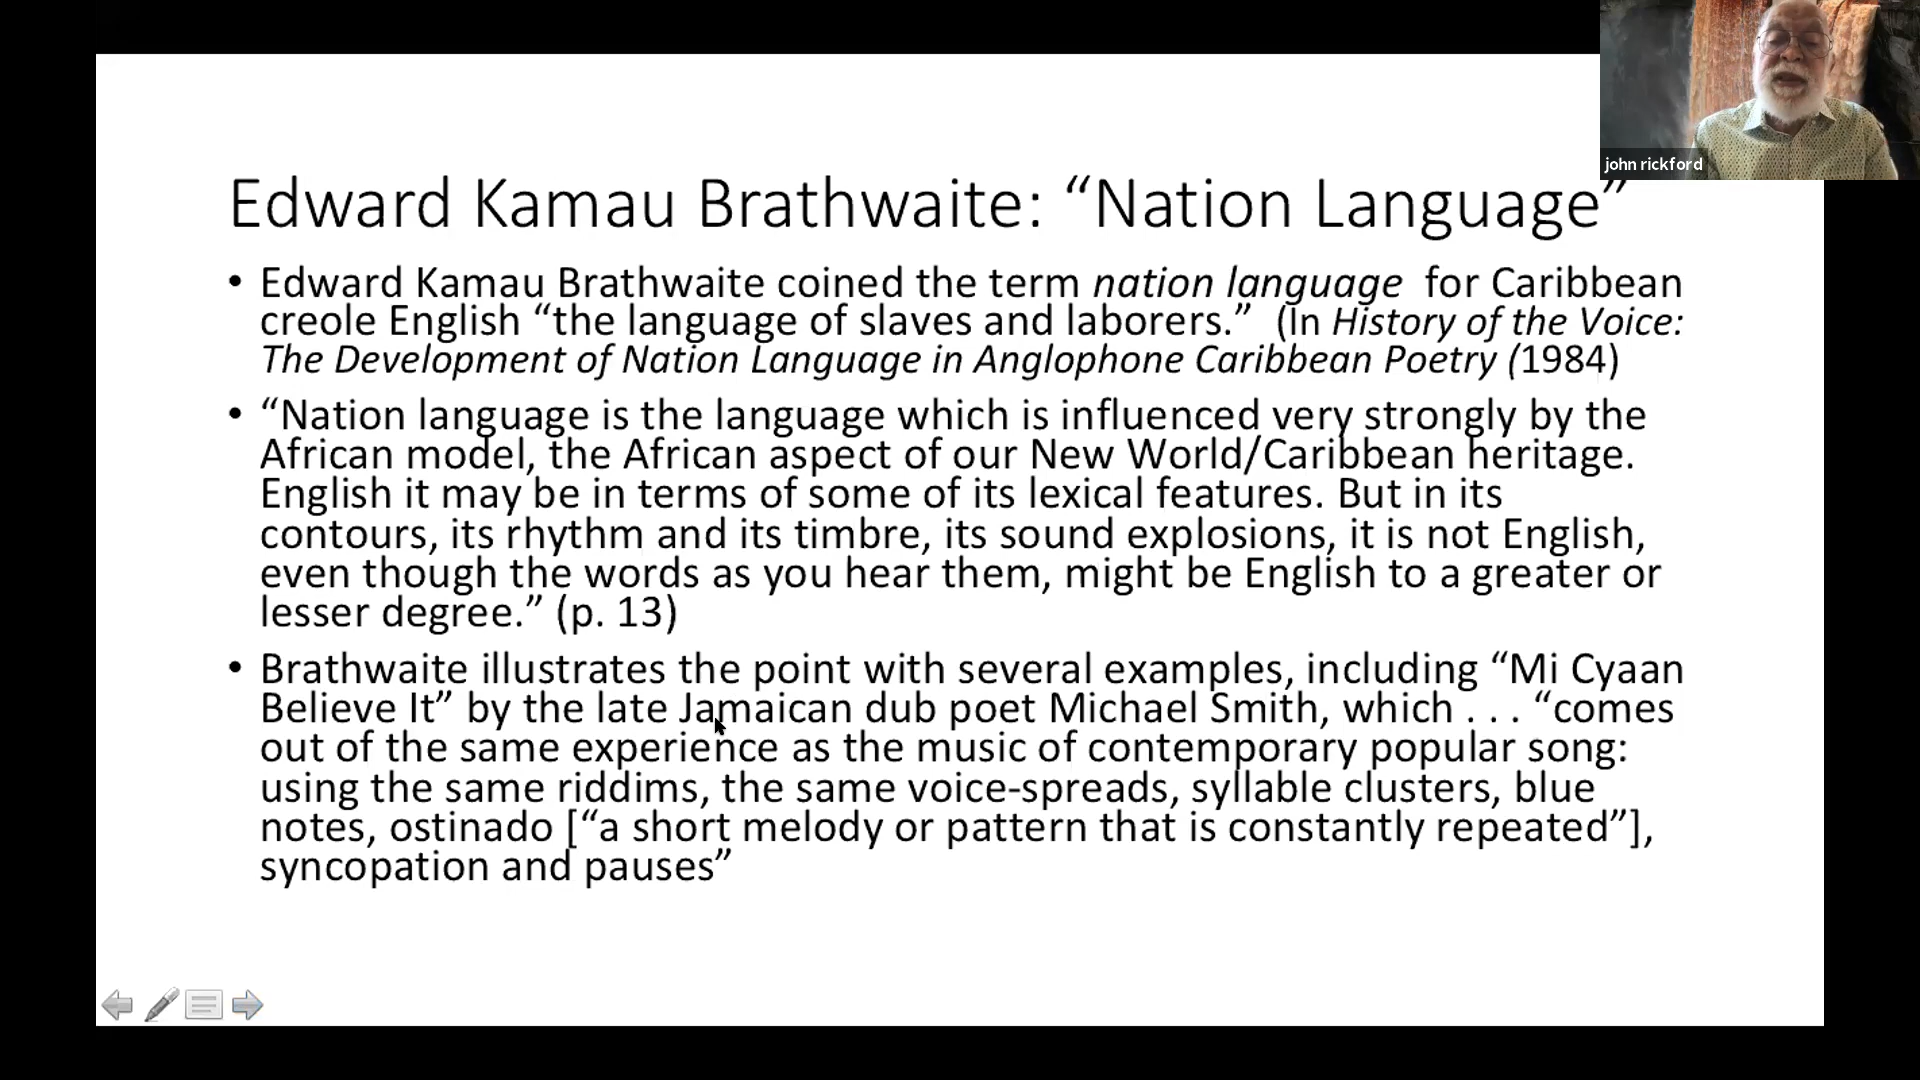 john rickford
Edward Kamau Brathwaite: “Nation Language”
• Edward Kamau Brathwaite coined the term nation language for Caribbean
creole English “the language of slaves and laborers.” (In History of the Voice:
The Development of Nation Language in Anglophone Caribbean Poetry (1984)
• “Nation language is the language which is influenced very strongly by the
African model, the African aspect of our New World/Caribbean heritage.
English it may be in terms of some of its lexical features. But in its
contours, its rhythm and its timbre, its sound explosions, it is not English,
even though the words as you hear them, might be English to a greater or
lesser degree.” (p. 13)
• Brathwaite illustrates the point with several examples, including “Mi Cyaan
Believe It” by the late Jamaican dub poet Michael Smith, which . . . “comes
out of the same experience as the music of contemporary popular song:
using the same riddims, the same voice-spreads, syllable clusters, blue
notes, ostinado [“a short melody or pattern that is constantly repeated”],
syncopation and pauses”